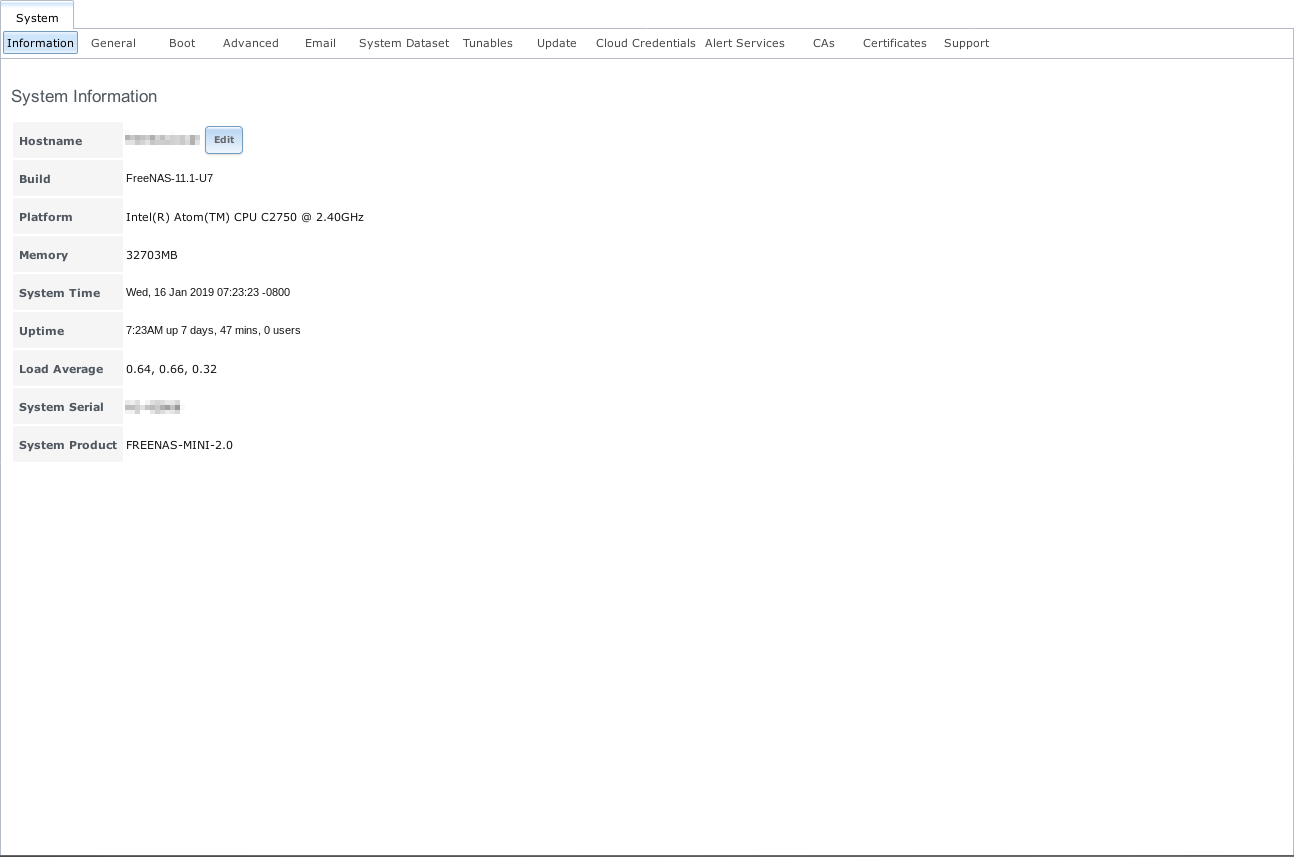 System
Information General Boot Advanced Email System Dataset Tunables Update Cloud Credentials Alert Services CAs Certificates Support
System Information
Hostname Edit
Build FreeNAS-11.1-U7
Platform Intel(R) Atom(TM) CPU C2750 @ 2.40GHz
Memory 32703MB
System Time Wed, 16 Jan 2019 07:23:23 -0800
Uptime 7:23AM up 7 days, 47 mins, 0 users
Load Average 0.64, 0.66, 0.32
System Serial
System Product FREENAS-MINI-2.0